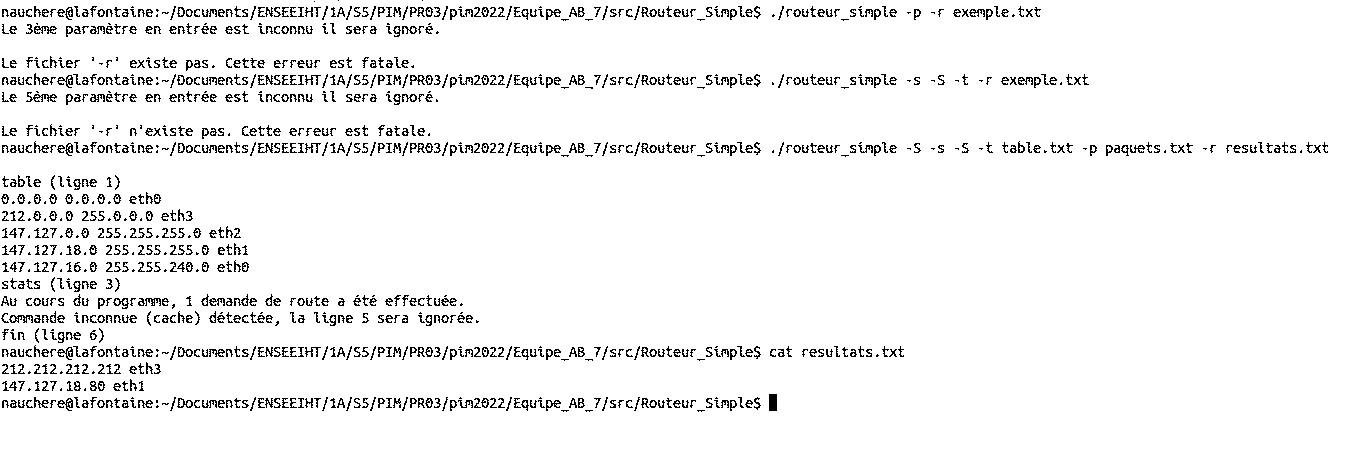 nauchere@lafontaine:~/Documents/ENSEEIHT/1A/S5/PIM/PR03/pim2022/Equipe_AB_7/src/Routeur_Simple$ ./routeur_simple -p -r exemple.txt
Le 3ème paramètre en entrée est inconnu il sera ignoré.
Le fichier '-r' existe pas. Cette erreur est fatale.
nauchere@lafontaine:~/Documents/ENSEEIHT/1A/S5/PIM/PR03/pim2022/Equipe_AB_7/src/Routeur_Simple$ ./routeur_simple -s -S -t -r exemple.txt
Le 5ème paramètre en entrée est inconnu il sera ignoré.
Le fichier '-r' n'existe pas. Cette erreur est fatale.
nauchere@lafontaine:~/Documents/ENSEEIHT/1A/S5/PIM/PR03/pim2022/Equipe_AB_7/src/Routeur_Simple$ ./routeur_simple -S -s -S -t table.txt -p paquets.txt -r resultats.txt
table (ligne 1)
0.0.0.0 0.0.0.0 eth0
212.0.0.0 255.0.0.0 eth3
147.127.0.0 255.255.255.0 eth2
147.127.18.0 255.255.255.0 eth1
147.127.16.0 255.255.240.0 eth0
stats (ligne 3)
Au cours du programme, 1 demande de route a été effectuée.
Commande inconnue (cache) détectée, la ligne 5 sera ignorée.
fin (ligne 6)
nauchere@lafontaine:~/Documents/ENSEEIHT/1A/S5/PIM/PR03/pim2022/Equipe_AB_7/src/Routeur_Simple$ cat resultats.txt
212.212.212.212 eth3
147.127.18.80 eth1
nauchere@lafontaine:~/Documents/ENSEEIHT/1A/S5/PIM/PR03/pim2022/Equipe_AB_7/src/Routeur_Simple$